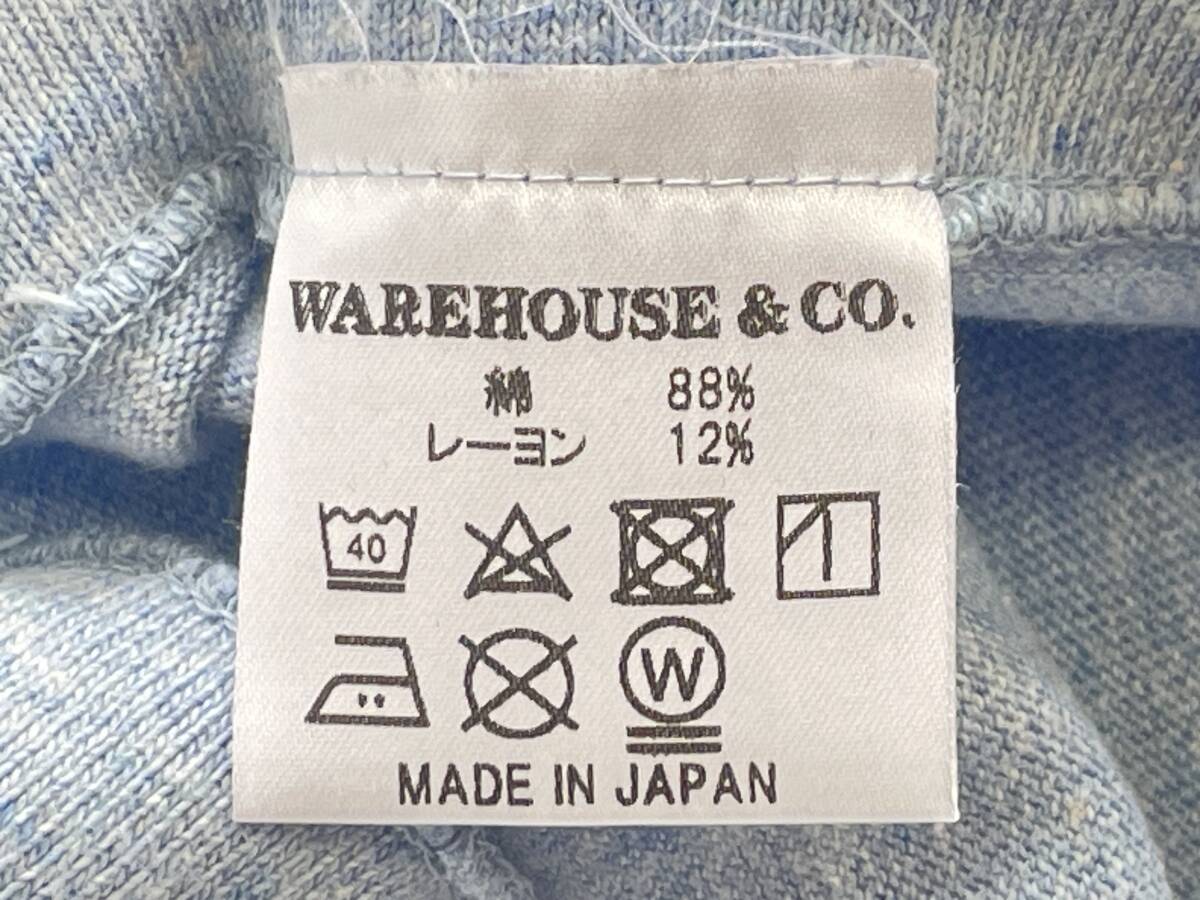 WAREHOUSE & CO.
綿 88%
レーヨン 12%
40
W
MADE IN JAPAN